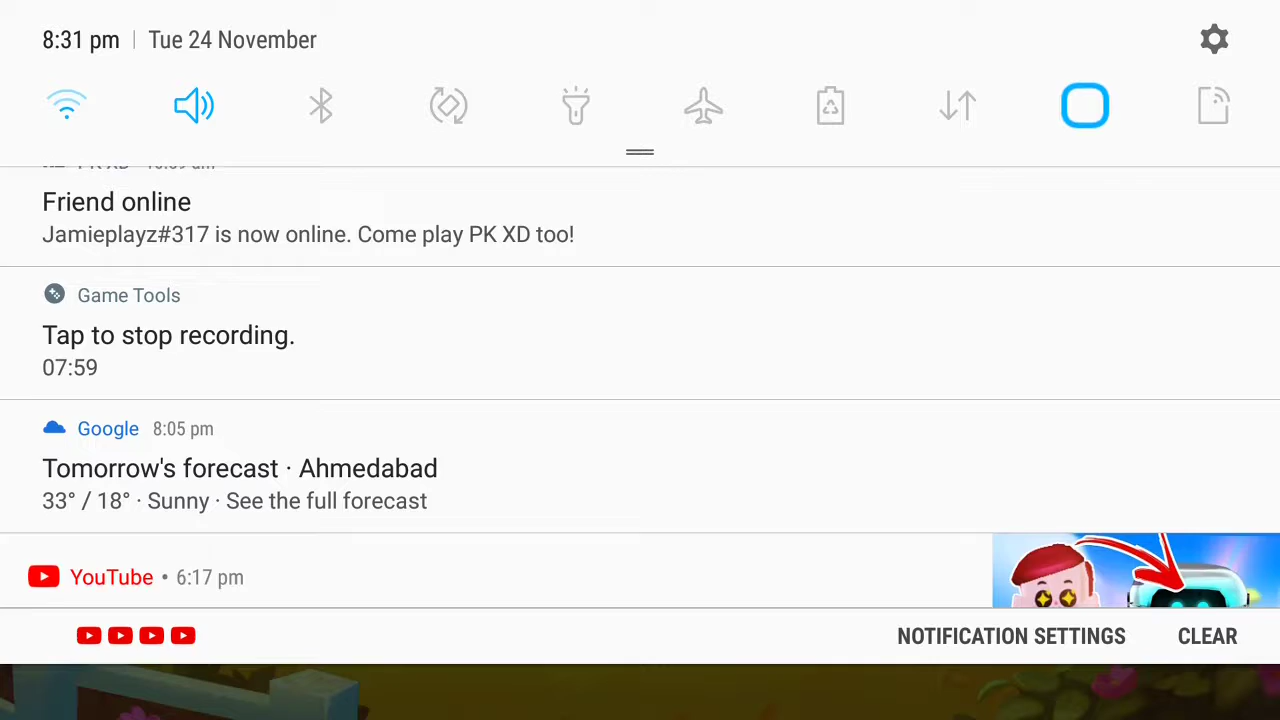 8:31 pm | Tue 24 November
Friend online
Jamieplayz#317 is now online. Come play PK XD too!
Game Tools
Tap to stop recording.
07:59
Google 8:05 pm
Tomorrow's forecast · Ahmedabad
33° / 18° · Sunny · See the full forecast
YouTube • 6:17 pm
NOTIFICATION SETTINGS CLEAR